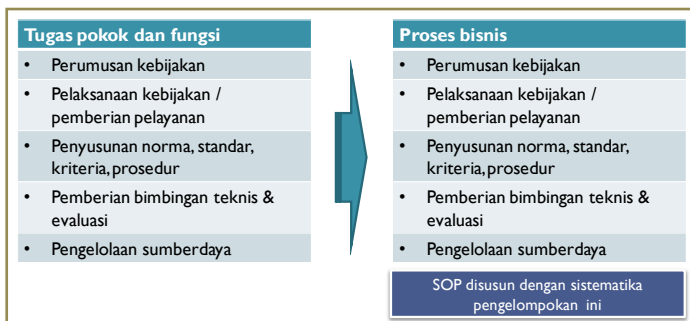 Tugas pokok dan fungsi
• Perumusan kebijakan
• Pelaksanaan kebijakan /
pemberian pelayanan
• Penyusunan norma, standar,
kriteria, prosedur
• Pemberian bimbingan teknis &
evaluasi
• Pengelolaan sumberdaya
Proses bisnis
• Perumusan kebijakan
• Pelaksanaan kebijakan /
pemberian pelayanan
• Penyusunan norma, standar,
kriteria, prosedur
• Pemberian bimbingan teknis &
evaluasi
• Pengelolaan sumberdaya
SOP disusun dengan sistematika
pengelompokan ini